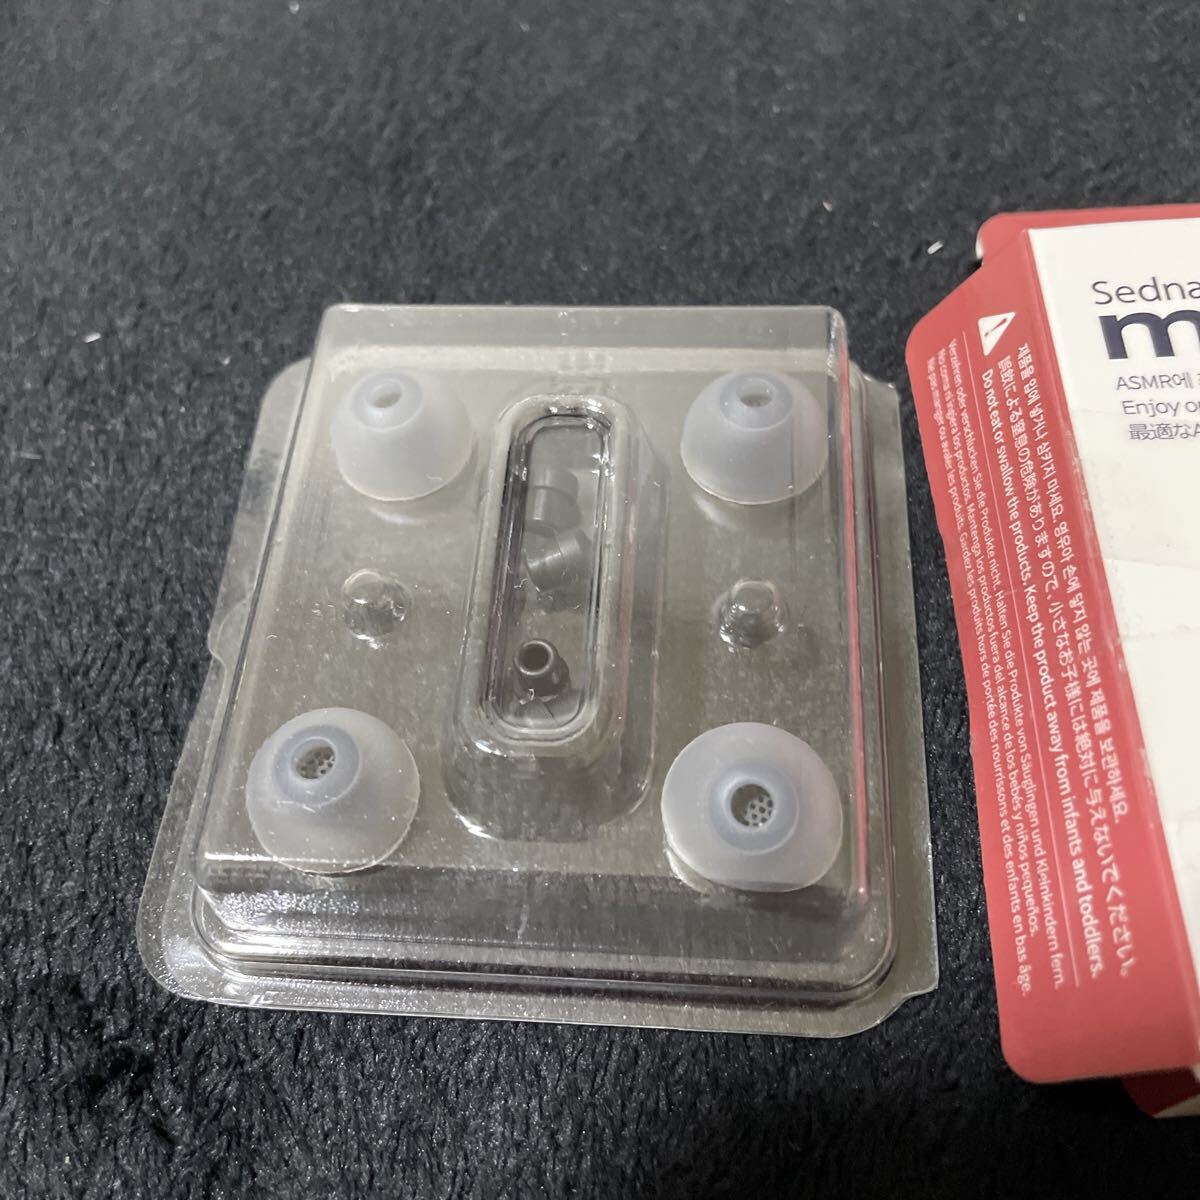 Sedna
m
ASMR에
Enjoy
最適な
제품을 입에 넣거나, 삼키지 마세요. 영유아 손에 닿지 않는 곳에 제품을 보관하세요.
誤飲による窒息の危険がありますので、小さなお子様には絶対に与えないでください。
Do not eat or swallow the products. Keep the product away from infants and toddlers.
Verzehren oder verschlucken Sie die Produkte nicht. Halten Sie die Produkte von Säuglingen und Kleinkindern fern.
No coma ni ingiera los productos. Mantenga los productos fuera del alcance de los bebés y niños pequeños.
Ne pas manger ou avaler les produits. Gardez les produits hors de portée des nourrissons et des enfants en bas âge.